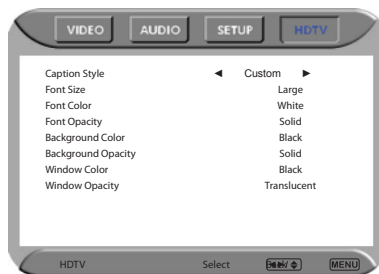 VIDEO AUDIO SETUP HDTV
Caption Style ◄ Custom ►
Font Size Large
Font Color White
Font Opacity Solid
Background Color Black
Background Opacity Solid
Window Color Black
Window Opacity Translucent
HDTV Select MENU